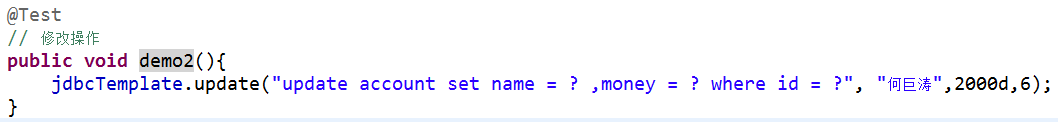 @Test
// 修改操作
public void demo2(){
    jdbcTemplate.update("update account set name = ? ,money = ? where id = ?", "何巨涛",2000d,6);
}